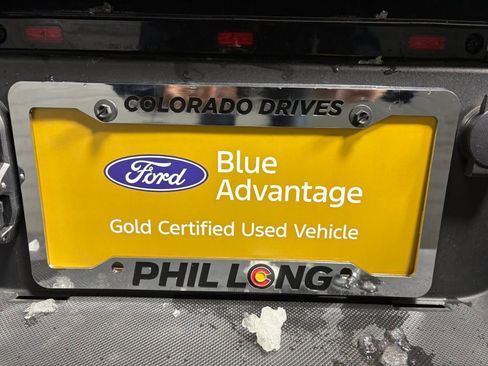 COLORADO DRIVES
Ford
Blue
Advantage
Gold Certified Used Vehicle
PHIL LONG